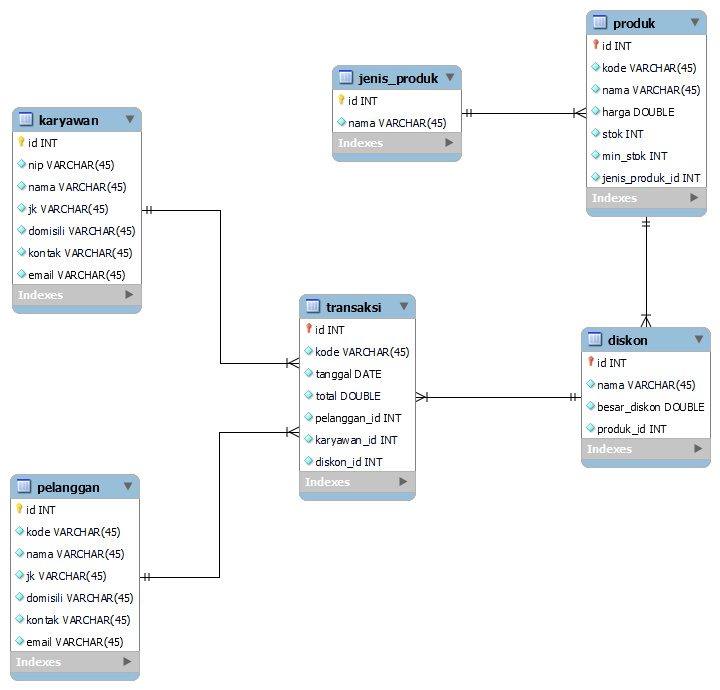 produk
id INT
kode VARCHAR(45)
nama VARCHAR(45)
harga DOUBLE
stok INT
min_stok INT
jenis_produk_id INT
Indexes
jenis_produk
id INT
nama VARCHAR(45)
Indexes
karyawan
id INT
nip VARCHAR(45)
nama VARCHAR(45)
jk VARCHAR(45)
domisili VARCHAR(45)
kontak VARCHAR(45)
email VARCHAR(45)
Indexes
transaksi
id INT
kode VARCHAR(45)
tanggal DATE
total DOUBLE
pelanggan_id INT
karyawan_id INT
diskon_id INT
Indexes
diskon
id INT
nama VARCHAR(45)
besar_diskon DOUBLE
produk_id INT
Indexes
pelanggan
id INT
kode VARCHAR(45)
nama VARCHAR(45)
jk VARCHAR(45)
domisili VARCHAR(45)
kontak VARCHAR(45)
email VARCHAR(45)
Indexes